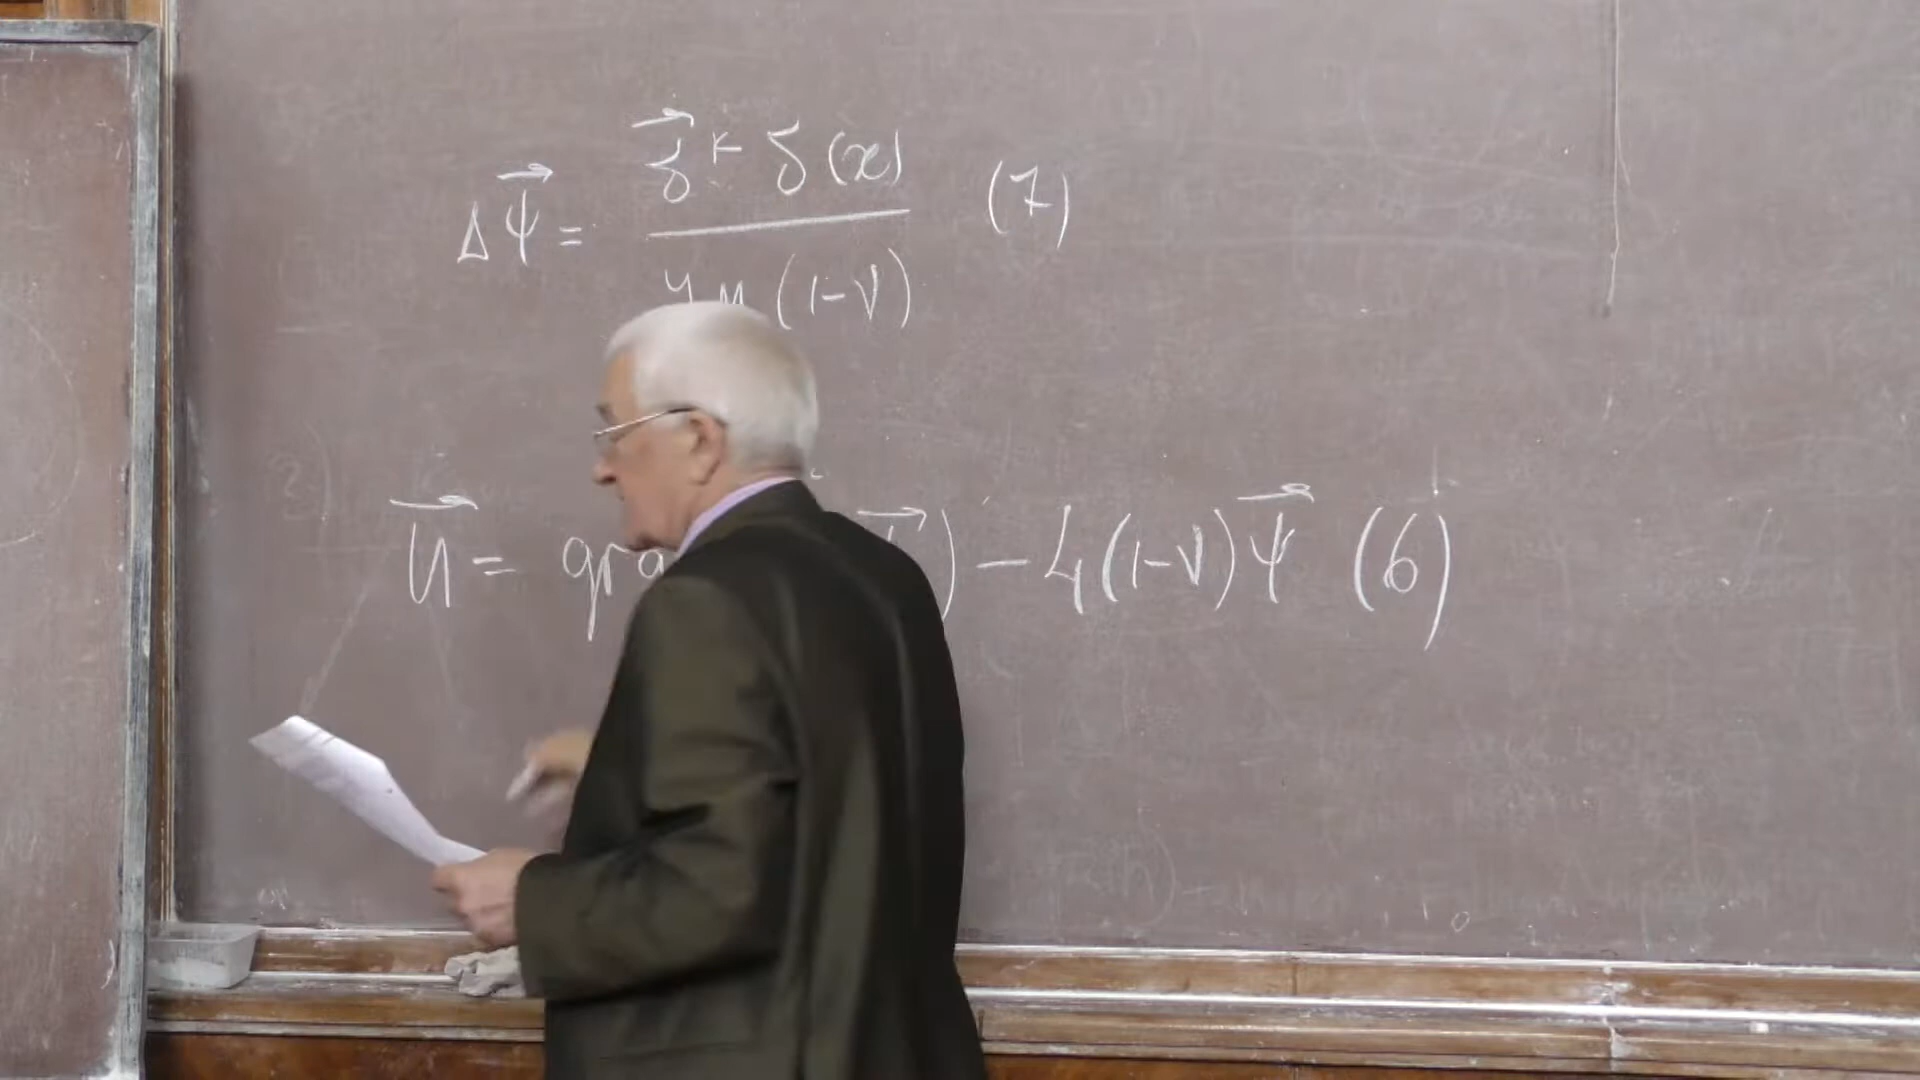 Δψ⃗ = з⃗ᵏ δ(x) / 4μ(1-ν) (7)
u⃗ = gra ) - 4(1-ν)ψ⃗ (6)